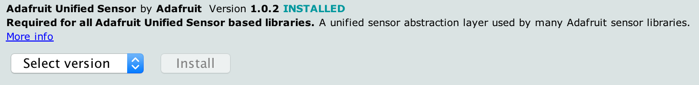 Adafruit Unified Sensor by Adafruit Version 1.0.2 INSTALLED
Required for all Adafruit Unified Sensor based libraries. A unified sensor abstraction layer used by many Adafruit sensor libraries.
More info
Select version Install